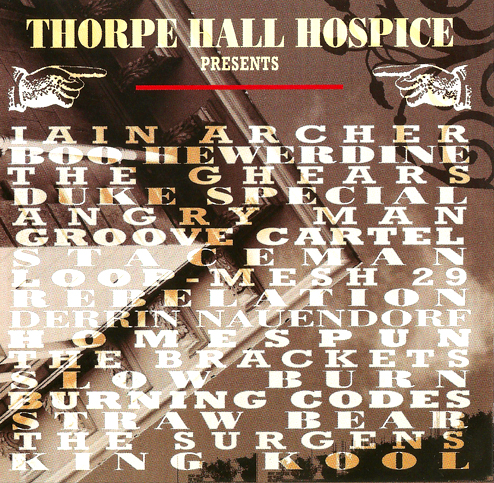 THORPE HALL HOSPICE
PRESENTS
IAIN ARCHER
BOO HEWERDINE
THE GHEARS
DUKE SPECIAL
ANGRY MAN
GROOVE CARTEL
STACEMAN
LOOP-MESH 29
REBELATION
DERRIN NAUENDORF
HOMESPUN
THE BRACKETS
SLOW BURN
BURNING CODES
STRAW BEAR
THE SURGENS
KING KOOL